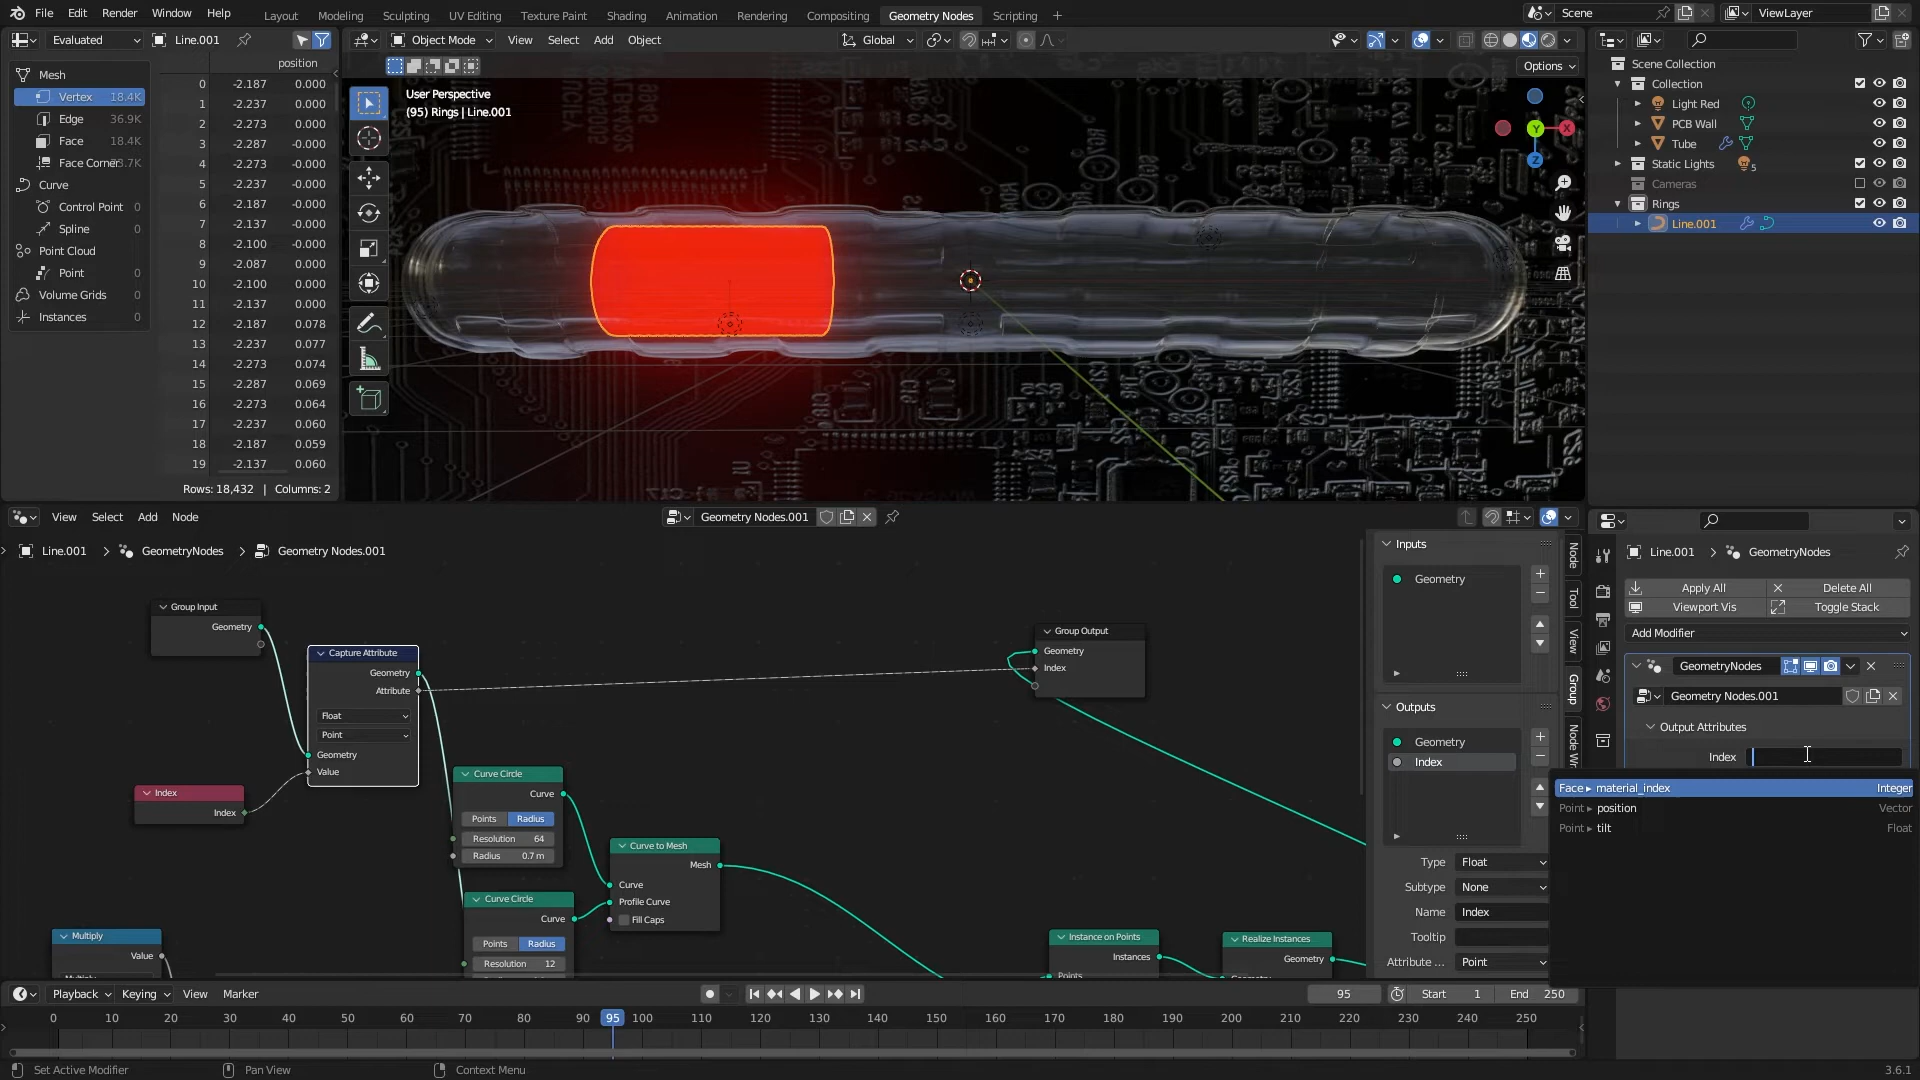 File Edit Render Window Help
Layout Modeling Sculpting UV Editing Texture Paint Shading Animation Rendering Compositing Geometry Nodes Scripting +
Scene
ViewLayer
Evaluated
Line.001
Object Mode View Select Add Object
Global
Options
Mesh
Vertex 18.4K
Edge 36.9K
Face 18.4K
Face Corner
Curve
Control Point 0
Spline 0
Point Cloud
Point 0
Volume Grids 0
Instances 0
position
0 -2.187 0.000
1 -2.237 0.000
2 -2.273 0.000
3 -2.287 0.000
4 -2.273 0.000
5 -2.237 0.000
6 -2.187 -0.000
7 -2.137 -0.000
8 -2.100 -0.000
9 -2.087 -0.000
10 -2.100 -0.000
11 -2.137 -0.000
12 -2.187 0.078
13 -2.237 0.077
14 -2.273 0.074
15 -2.287 0.069
16 -2.273 0.064
17 -2.237 0.060
18 -2.187 0.059
19 -2.137 0.060
Rows: 18,432 | Columns: 2
User Perspective
(95) Rings | Line.001
Y
X
Z
Scene Collection
Collection
Light Red
PCB Wall
Tube
Static Lights 5
Cameras
Rings
Line.001
View Select Add Node
Geometry Nodes.001
Line.001 > GeometryNodes > Geometry Nodes.001
Group Input
Geometry
Capture Attribute
Geometry
Attribute
Float
Point
Geometry
Value
Index
Index
Multiply
Value
Multiply
Curve Circle
Curve
Points Radius
Resolution 64
Radius 0.7 m
Curve Circle
Curve
Points Radius
Resolution 12
Curve to Mesh
Mesh
Curve
Profile Curve
Fill Caps
Group Output
Geometry
Index
Instance on Points
Instances
Points
Realize Instances
Geometry
Geometry
Inputs
Geometry
Outputs
Geometry
Index
Type Float
Subtype None
Name Index
Tooltip
Attribute ... Point
Node
Tool
View
Group
Node Wr
Line.001 > GeometryNodes
Apply All Delete All
Viewport Vis Toggle Stack
Add Modifier
GeometryNodes
Geometry Nodes.001
Output Attributes
Index
Face ▸ material_index Integer
Point ▸ position Vector
Point ▸ tilt Float
Playback Keying View Marker
95
Start 1 End 250
0 10 20 30 40 50 60 70 80 90 95 100 110 120 130 140 150 160 170 180 190 200 210 220 230 240 250
Set Active Modifier Pan View Context Menu
3.6.1